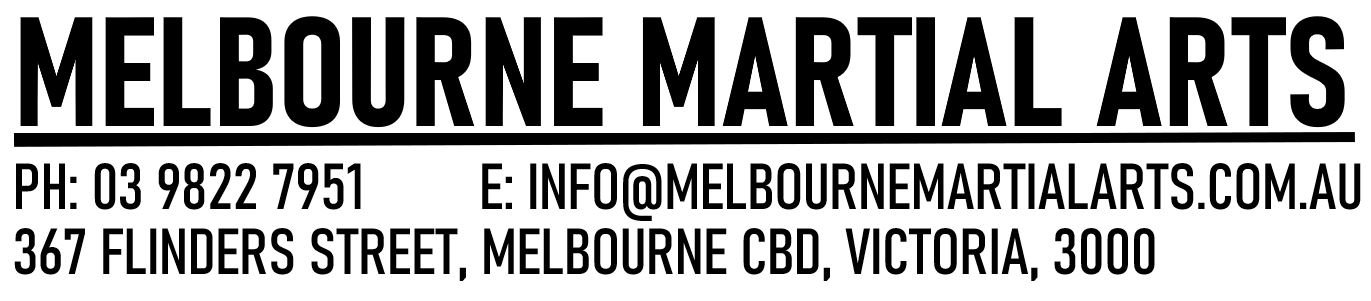 MELBOURNE MARTIAL ARTS
PH: 03 9822 7951 E: INFO@MELBOURNEMARTIALARTS.COM.AU
367 FLINDERS STREET, MELBOURNE CBD, VICTORIA, 3000